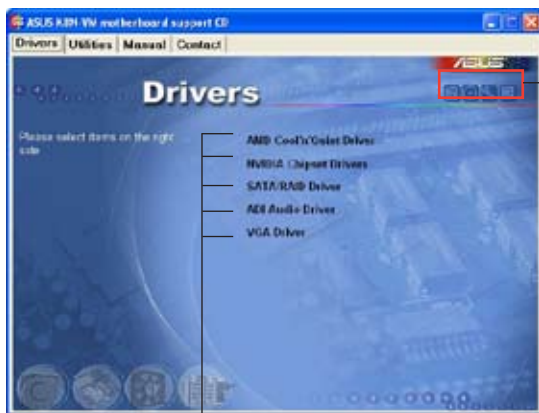 ASUS K8N-VM motherboard support CD
Drivers Utilities Manual Contact
ASUS
Drivers
Please select items on the right
side
AMD Cool'n'Quiet Driver
NVIDIA Chipset Drivers
SATA/RAID Driver
ADI Audio Driver
VGA Driver